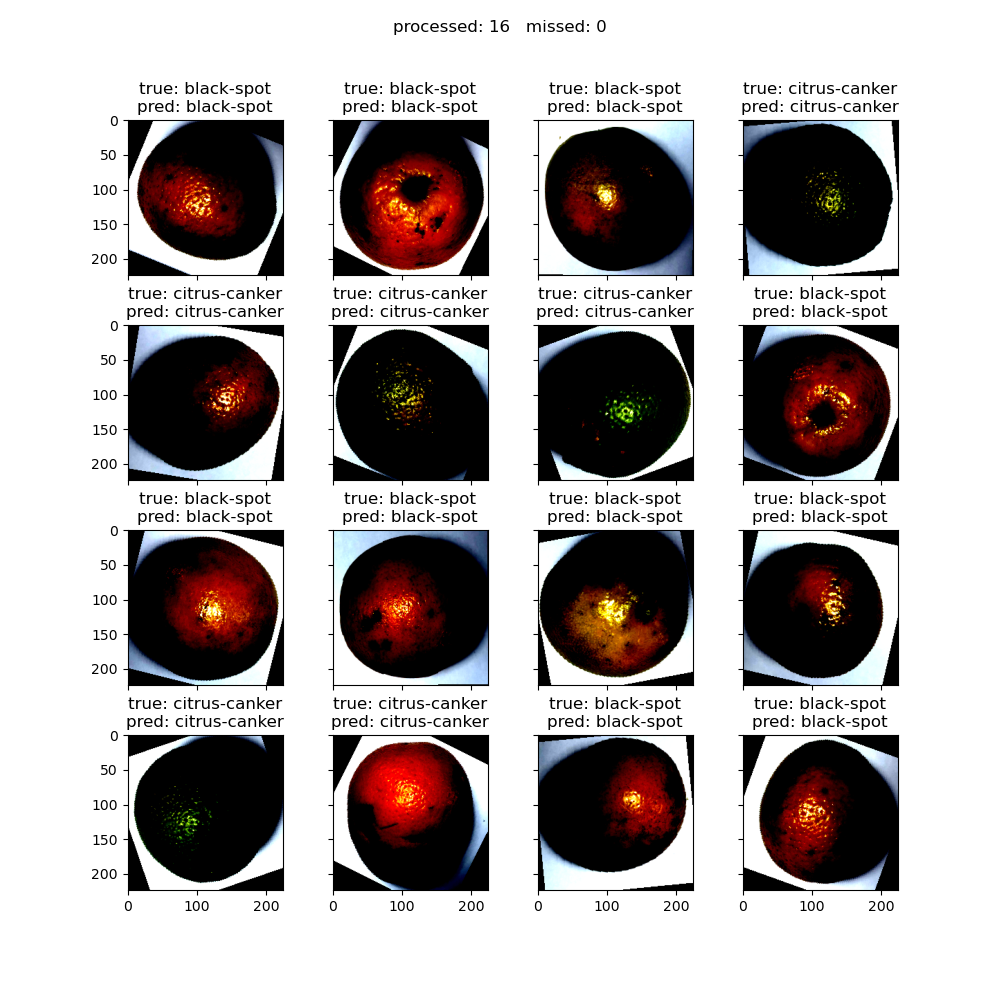 processed: 16   missed: 0
true: black-spot
pred: black-spot
true: black-spot
pred: black-spot
true: black-spot
pred: black-spot
true: citrus-canker
pred: citrus-canker
0
50
100
150
200
true: citrus-canker
pred: citrus-canker
true: citrus-canker
pred: citrus-canker
true: citrus-canker
pred: citrus-canker
true: black-spot
pred: black-spot
0
50
100
150
200
true: black-spot
pred: black-spot
true: black-spot
pred: black-spot
true: black-spot
pred: black-spot
true: black-spot
pred: black-spot
0
50
100
150
200
true: citrus-canker
pred: citrus-canker
true: citrus-canker
pred: citrus-canker
true: black-spot
pred: black-spot
true: black-spot
pred: black-spot
0
50
100
150
200
0 100 200
0 100 200
0 100 200
0 100 200